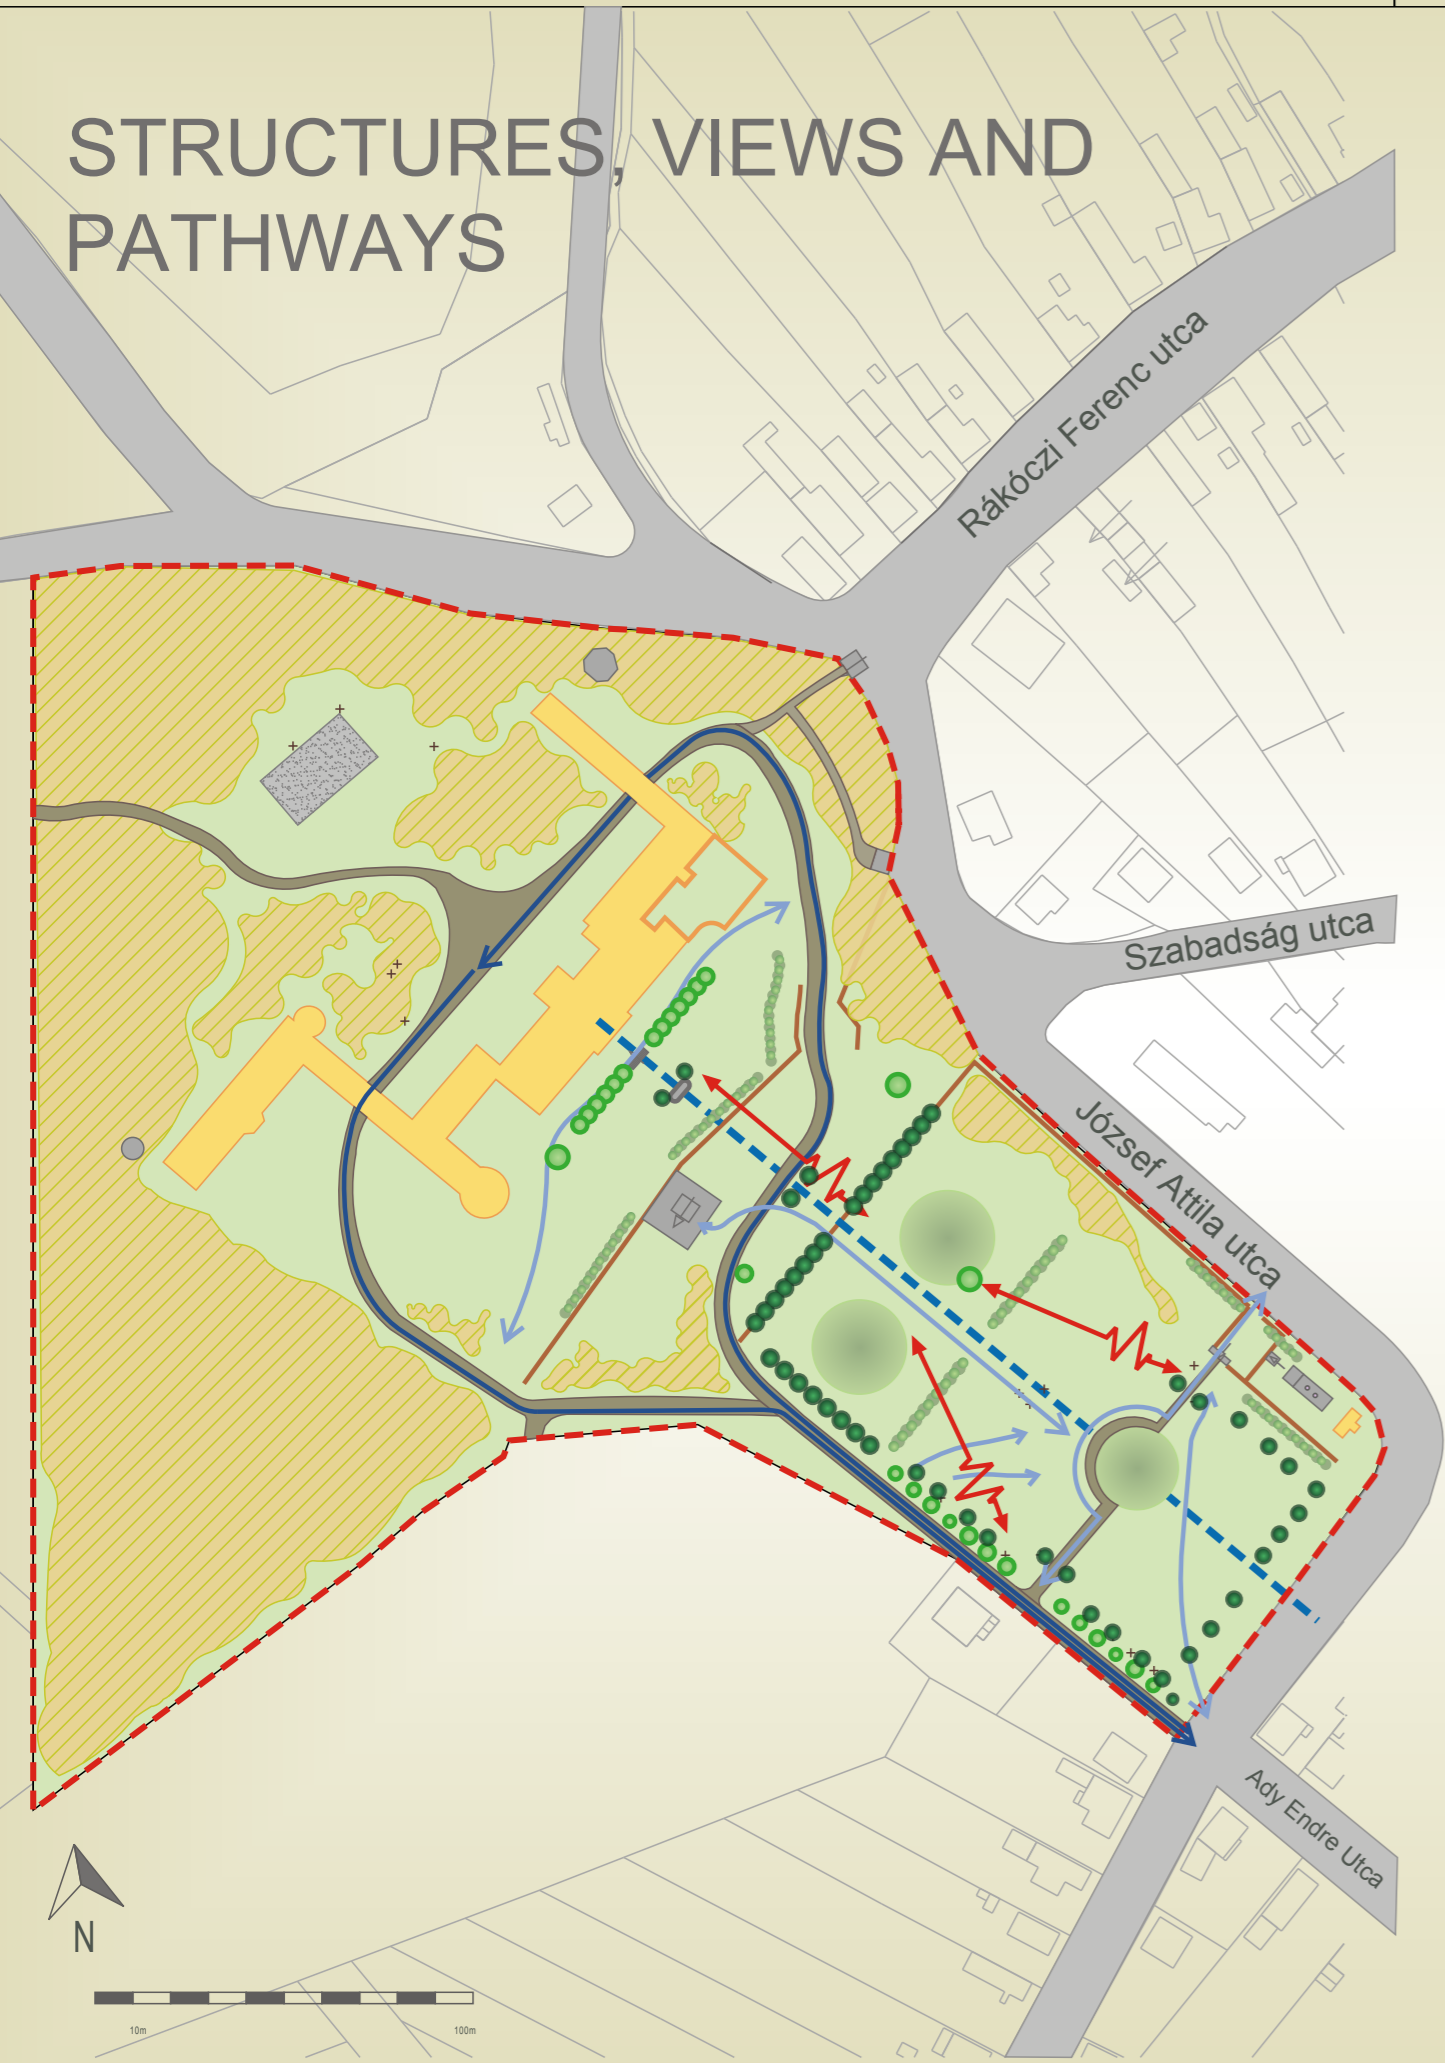 STRUCTURES, VIEWS AND
PATHWAYS
Rákóczi Ferenc utca
Szabadság utca
József Attila utca
Ady Endre Utca
N
10m
100m